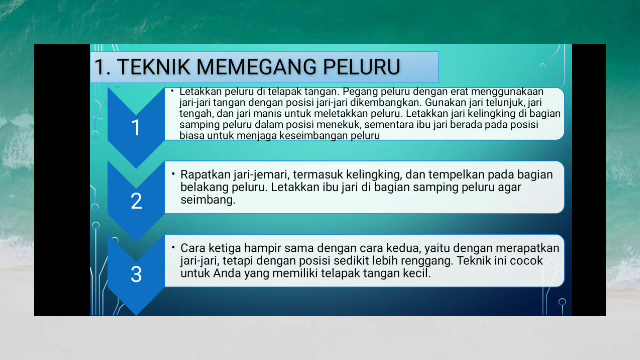 1. TEKNIK MEMEGANG PELURU
1
• Letakkan peluru di telapak tangan. Pegang peluru dengan erat menggunakaan
jari-jari tangan dengan posisi jari-jari dikembangkan. Gunakan jari telunjuk, jari
tengah, dan jari manis untuk meletakkan peluru. Letakkan jari kelingking di bagian
samping peluru dalam posisi menekuk, sementara ibu jari berada pada posisi
biasa untuk menjaga keseimbangan peluru
2
• Rapatkan jari-jemari, termasuk kelingking, dan tempelkan pada bagian
belakang peluru. Letakkan ibu jari di bagian samping peluru agar
seimbang.
3
• Cara ketiga hampir sama dengan cara kedua, yaitu dengan merapatkan
jari-jari, tetapi dengan posisi sedikit lebih renggang. Teknik ini cocok
untuk Anda yang memiliki telapak tangan kecil.